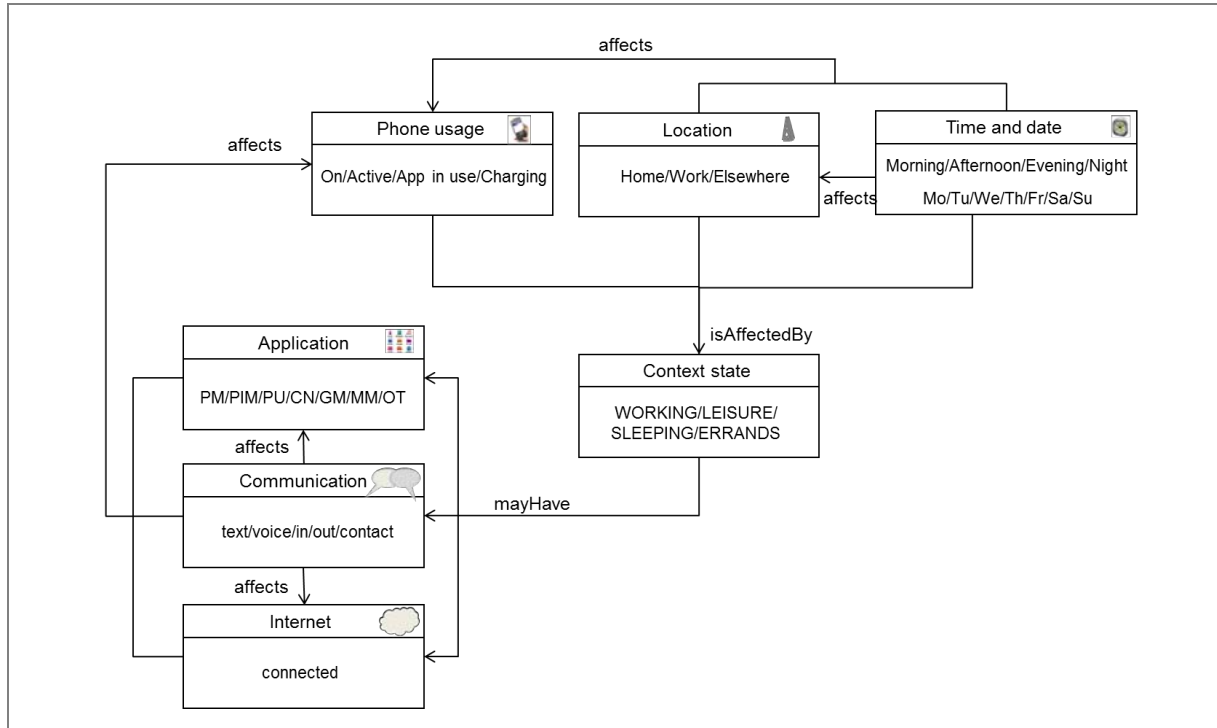 affects
Phone usage
Location
Time and date
affects
On/Active/App in use/Charging
Home/Work/Elsewhere
Morning/Afternoon/Evening/Night
Mo/Tu/We/Th/Fr/Sa/Su
affects
isAffectedBy
Application
PM/PIM/PU/CN/GM/MM/OT
Context state
WORKING/LEISURE/
SLEEPING/ERRANDS
affects
Communication
text/voice/in/out/contact
mayHave
affects
Internet
connected